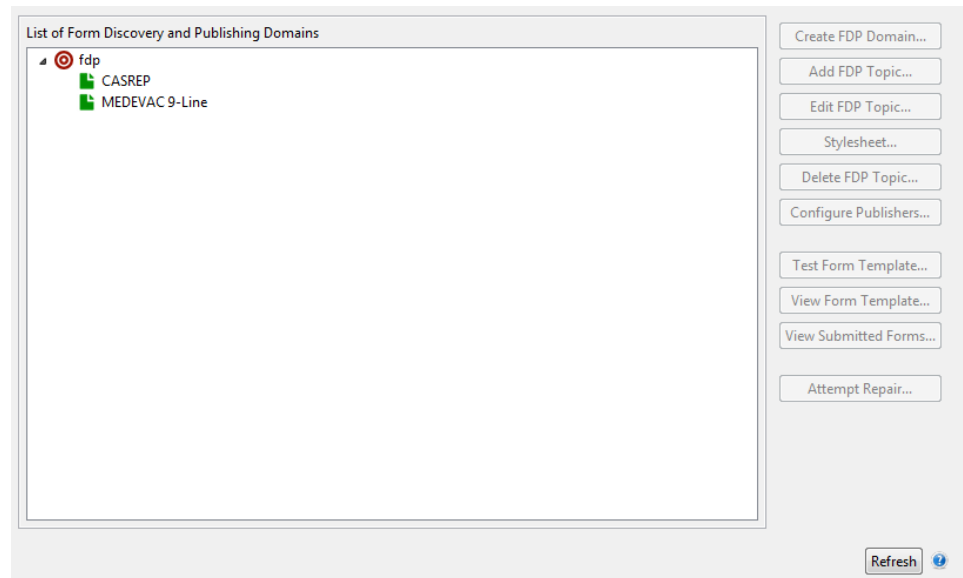 List of Form Discovery and Publishing Domains
fdp
CASREP
MEDEVAC 9-Line
Create FDP Domain...
Add FDP Topic...
Edit FDP Topic...
Stylesheet...
Delete FDP Topic...
Configure Publishers...
Test Form Template...
View Form Template...
View Submitted Forms...
Attempt Repair...
Refresh
?